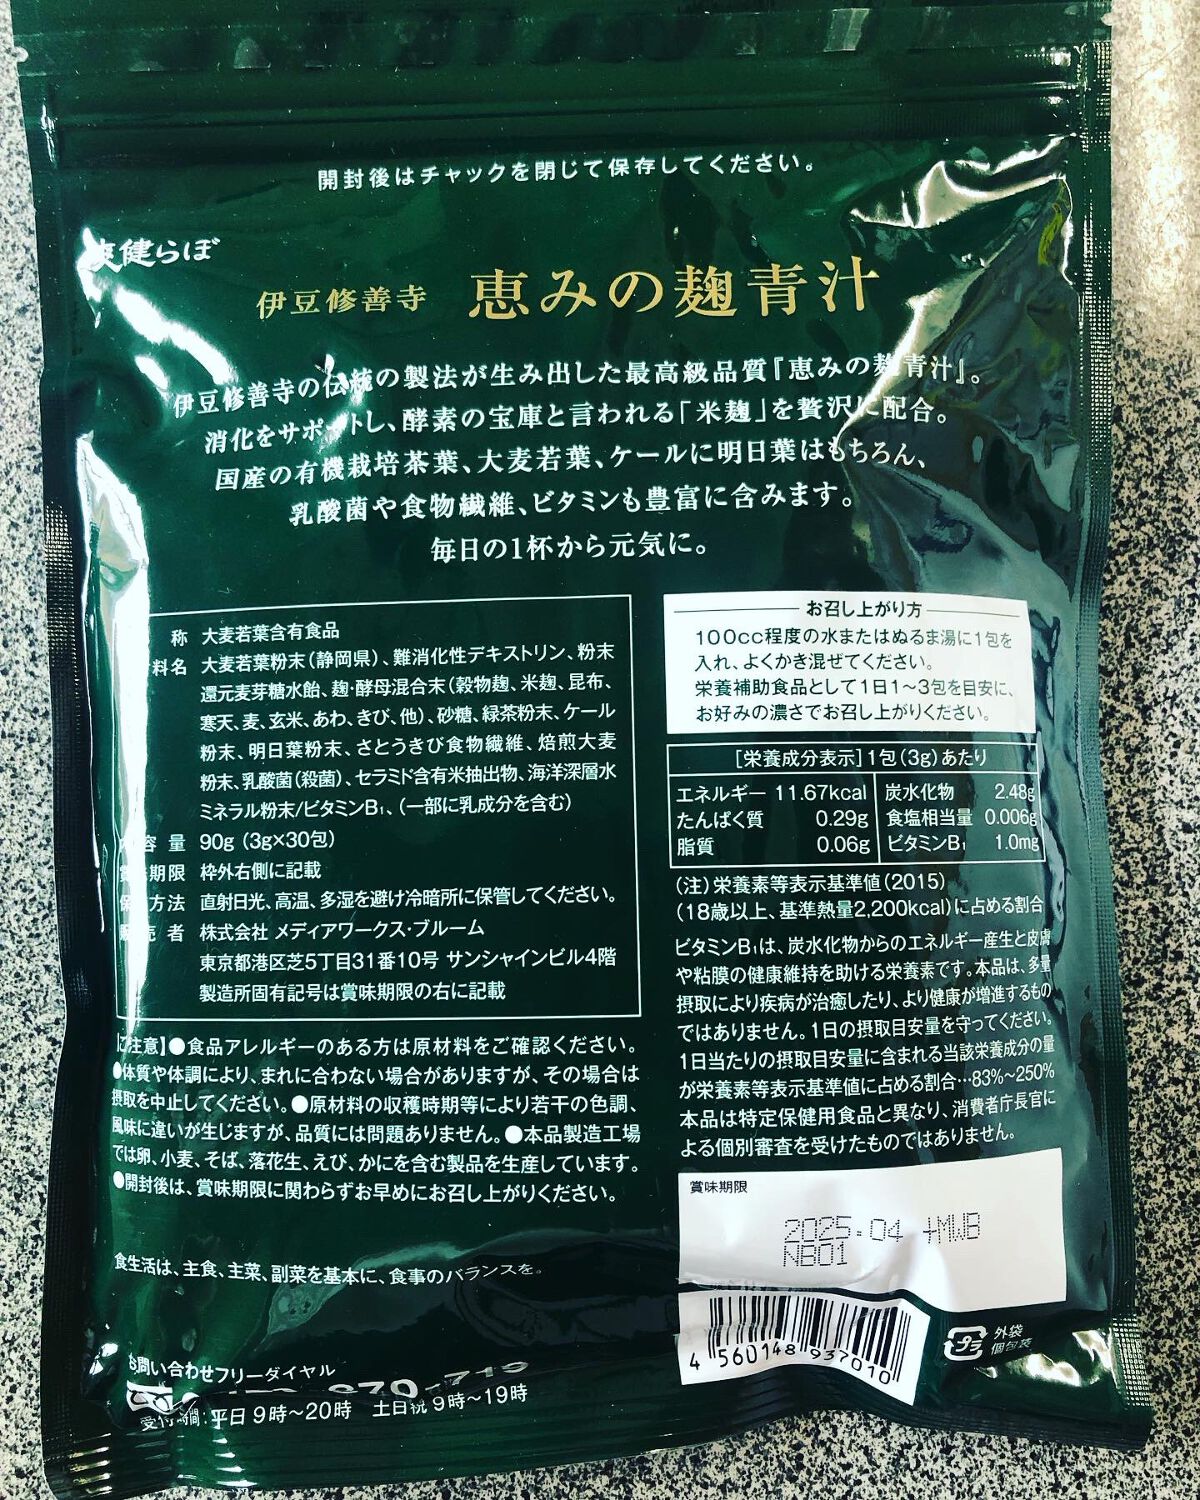 開封後はチャックを閉じて保存してください。
爽健らぼ
伊豆修善寺 恵みの麹青汁
伊豆修善寺の伝統の製法が生み出した最高級品質『恵みの麹青汁』。
消化をサポートし、酵素の宝庫と言われる「米麹」を贅沢に配合。
国産の有機栽培茶葉、大麦若葉、ケールに明日葉はもちろん、
乳酸菌や食物繊維、ビタミンも豊富に含みます。
毎日の1杯から元気に。
称 大麦若葉含有食品
料名 大麦若葉粉末(静岡県)、難消化性デキストリン、粉末
還元麦芽糖水飴、麹・酵母混合末(穀物麹、米麹、昆布、
寒天、麦、玄米、あわ、きび、他)、砂糖、緑茶粉末、ケール
粉末、明日葉粉末、さとうきび食物繊維、焙煎大麦
粉末、乳酸菌(殺菌)、セラミド含有米抽出物、海洋深層水
ミネラル粉末/ビタミンB1、(一部に乳成分を含む)
容量 90g (3g×30包)
賞味期限 枠外右側に記載
保存方法 直射日光、高温、多湿を避け冷暗所に保管してください。
販売者 株式会社 メディアワークス・ブルーム
東京都港区芝5丁目31番10号 サンシャインビル4階
製造所固有記号は賞味期限の右に記載
【ご注意】●食品アレルギーのある方は原材料をご確認ください。
●体質や体調により、まれに合わない場合がありますが、その場合は
摂取を中止してください。●原材料の収穫時期等により若干の色調、
風味に違いが生じますが、品質には問題ありません。●本品製造工場
では卵、小麦、そば、落花生、えび、かにを含む製品を生産しています。
●開封後は、賞味期限に関わらずお早めにお召し上がりください。
食生活は、主食、主菜、副菜を基本に、食事のバランスを。
お問い合わせフリーダイヤル
受付時間:平日9時～20時 土日祝9時～19時
お召し上がり方
100cc程度の水またはぬるま湯に1包を
入れ、よくかき混ぜてください。
栄養補助食品として1日1～3包を目安に、
お好みの濃さでお召し上がりください。
[栄養成分表示]1包(3g)あたり
エネルギー 11.67kcal 炭水化物 2.48g
たんぱく質 0.29g 食塩相当量 0.006g
脂質 0.06g ビタミンB1 1.0mg
(注)栄養素等表示基準値(2015)
(18歳以上、基準熱量2,200kcal)に占める割合
ビタミンB1は、炭水化物からのエネルギー産生と皮膚
や粘膜の健康維持を助ける栄養素です。本品は、多量
摂取により疾病が治癒したり、より健康が増進するもの
ではありません。1日の摂取目安量を守ってください。
1日当たりの摂取目安量に含まれる当該栄養成分の量
が栄養素等表示基準値に占める割合…83%~250%
本品は特定保健用食品と異なり、消費者庁長官に
よる個別審査を受けたものではありません。
賞味期限
2025.04 +MWB
NB01
4 560148 937010
プラ 外袋
個包装